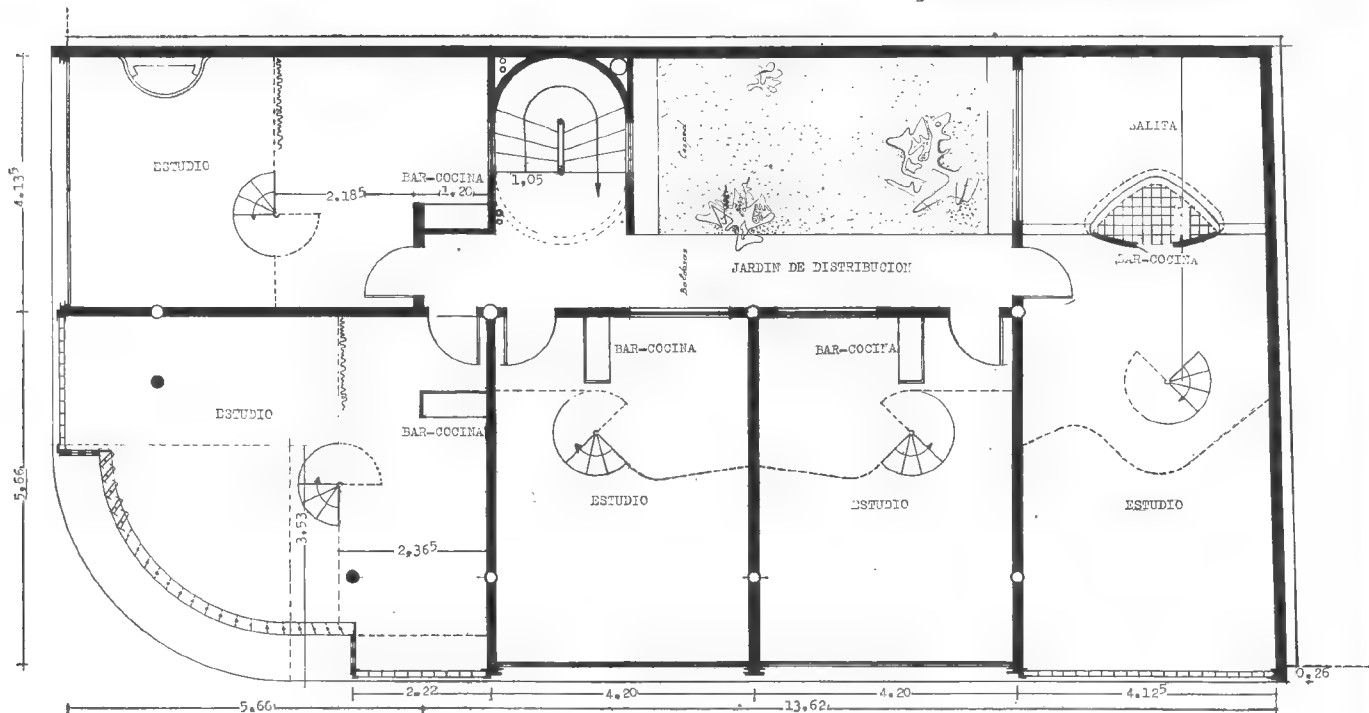 4.13⁵
5.66
ESTUDIO
2.18⁵
BAR-COCINA
1.20
1,05
Cesped
SALITA
BAR-COCINA
JARDIN DE DISTRIBUCION
Baldosas
BAR-COCINA
BAR-COCINA
ESTUDIO
BAR-COCINA
3.53
2,36⁵
ESTUDIO
ESTUDIO
ESTUDIO
0.26
2.22
4.20
4.20
4.12⁵
5.66
13.62